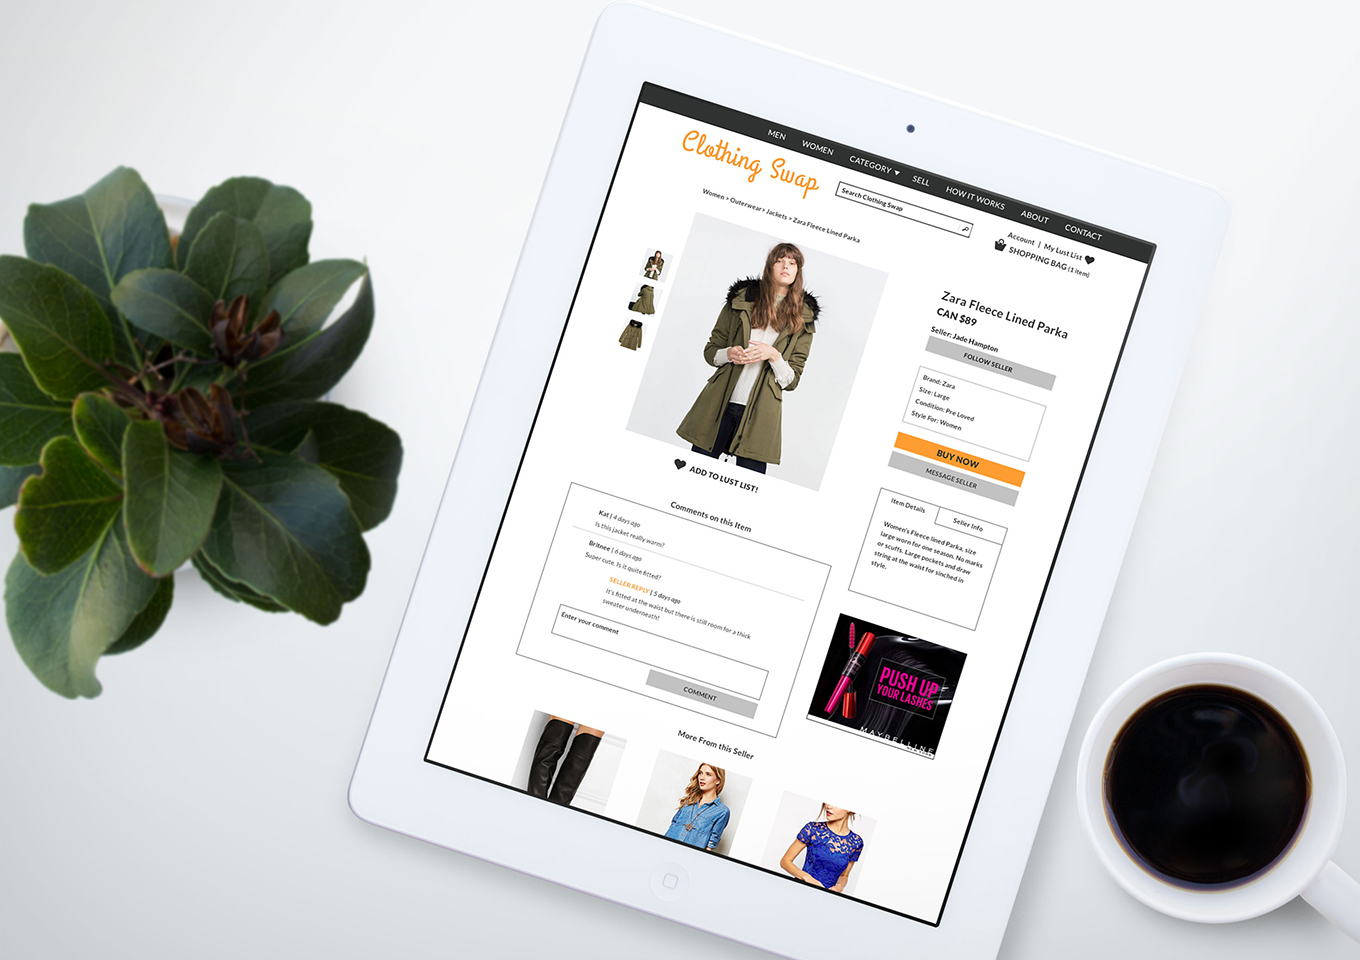 MEN WOMEN CATEGORY ▼ SELL HOW IT WORKS ABOUT CONTACT
Clothing Swap
Search Clothing Swap
Account | My Lust List
SHOPPING BAG (1 item)
Women > Outerwear > Jackets > Zara Fleece Lined Parka
Zara Fleece Lined Parka
CAN $89
Seller: Jade Hampton
FOLLOW SELLER
Brand: Zara
Size: Large
Condition: Pre Loved
Style For: Women
BUY NOW
MESSAGE SELLER
ADD TO LUST LIST!
Item Details
Seller Info
Women's Fleece lined Parka, size
large worn for one season. No marks
or scuffs. Large pockets and draw
string at the waist for sinched in
style.
Comments on this Item
Kat | 4 days ago
Is this jacket really warm?
Britnee | 6 days ago
Super cute. Is it quite fitted?
SELLER REPLY | 5 days ago
It's fitted at the waist but there is still room for a thick
sweater underneath!
Enter your comment
COMMENT
PUSH UP
YOUR LASHES
MAYBELLINE
More From this Seller